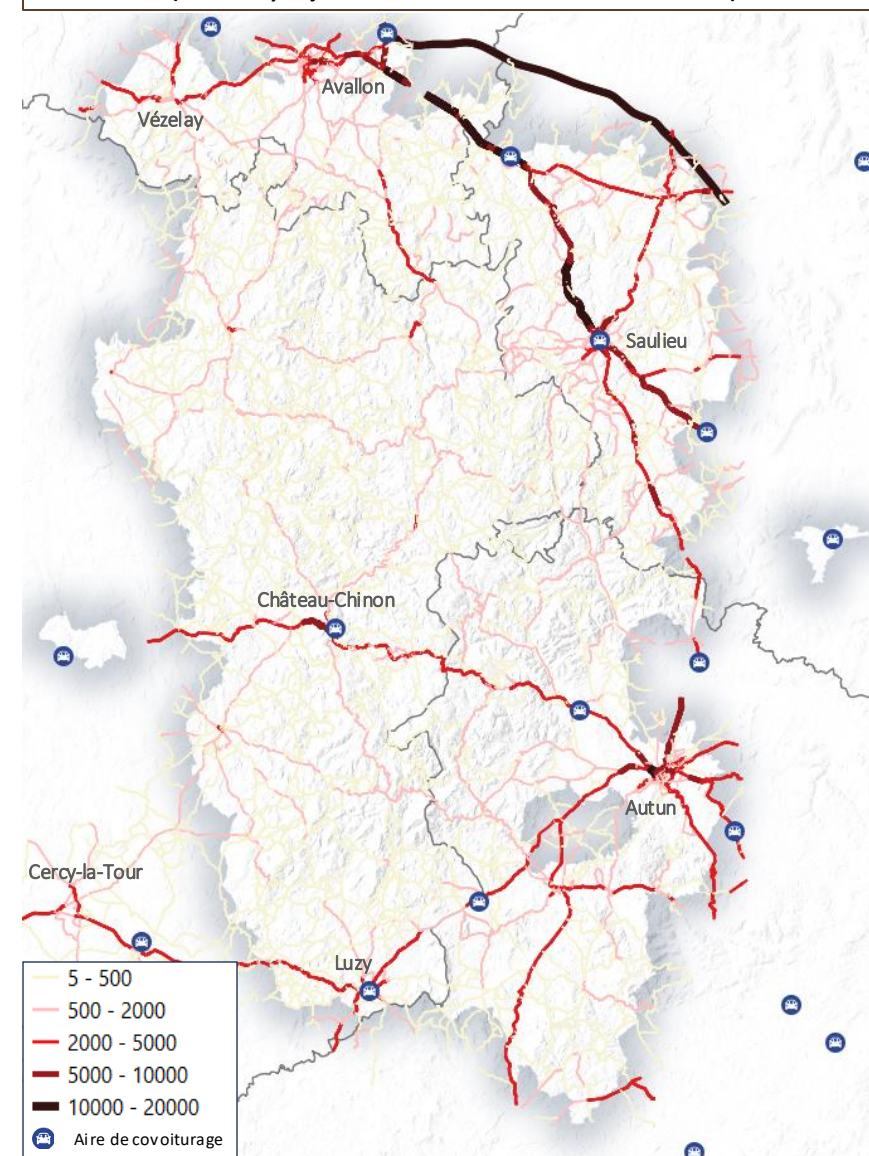 Avallon
Vézelay
Saulieu
Château-Chinon
Autun
Cercy-la-Tour
Luzy
5 - 500
500 - 2000
2000 - 5000
5000 - 10000
10000 - 20000
Aire de covoiturage